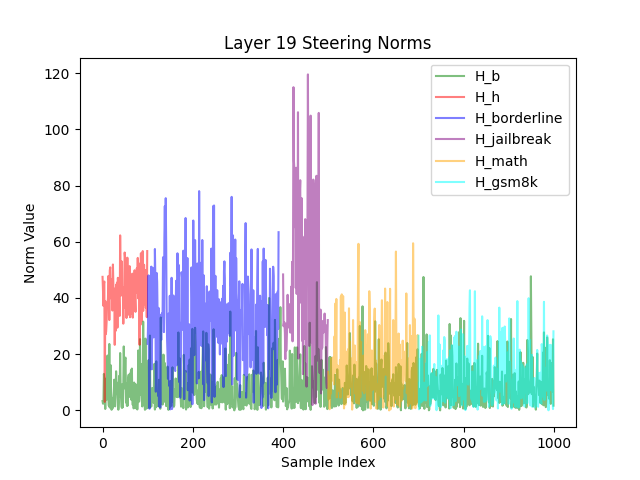 Layer 19 Steering Norms
120
100
80
60
40
20
0
Norm Value
H_b
H_h
H_borderline
H_jailbreak
H_math
H_gsm8k
0
200
400
600
800
1000
Sample Index